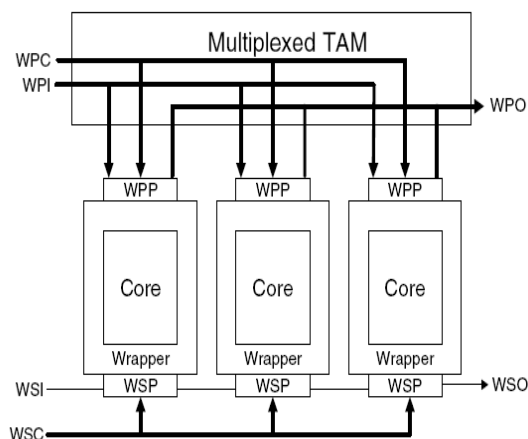 Multiplexed TAM
WPC
WPI
WPO
WPP WPP WPP
Core Core Core
Wrapper Wrapper Wrapper
WSI WSP WSP WSP WSO
WSC